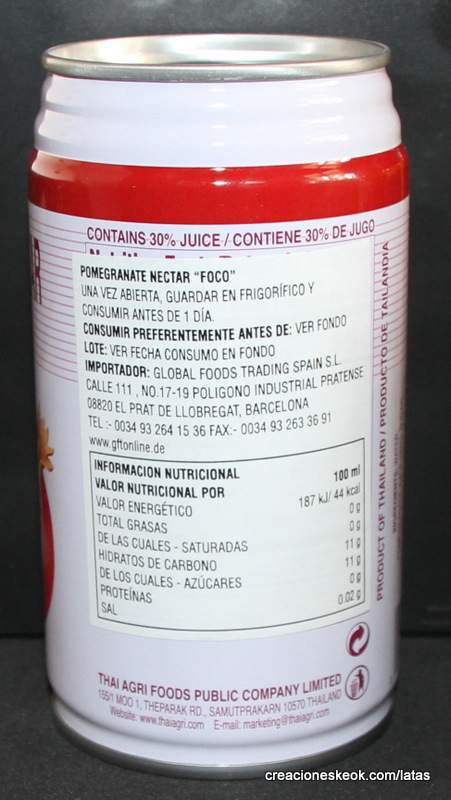 CONTAINS 30% JUICE / CONTIENE 30% DE JUGO
POMEGRANATE NECTAR "FOCO"
UNA VEZ ABIERTA, GUARDAR EN FRIGORÍFICO Y
CONSUMIR ANTES DE 1 DÍA.
CONSUMIR PREFERENTEMENTE ANTES DE: VER FONDO
LOTE: VER FECHA CONSUMO EN FONDO
IMPORTADOR: GLOBAL FOODS TRADING SPAIN S.L.
CALLE 111 , NO.17-19 POLIGONO INDUSTRIAL PRATENSE
08820 EL PRAT DE LLOBREGAT, BARCELONA
TEL :- 0034 93 264 15 36 FAX:- 0034 93 263 36 91
www.gftonline.de
INFORMACION NUTRICIONAL
VALOR NUTRICIONAL POR 100 ml
VALOR ENERGÉTICO 187 kJ/ 44 kcal
TOTAL GRASAS 0 g
DE LAS CUALES - SATURADAS 0 g
HIDRATOS DE CARBONO 11 g
DE LOS CUALES - AZÚCARES 11 g
PROTEÍNAS 0 g
SAL 0.02 g
PRODUCT OF THAILAND / PRODUCTO DE TAILANDIA
THAI AGRI FOODS PUBLIC COMPANY LIMITED
155/1 MOO 1, THEPARAK RD., SAMUTPRAKARN 10570 THAILAND
Website: www.thaiagri.com E-mail: marketing@thaiagri.com
creacioneskeok.com/latas